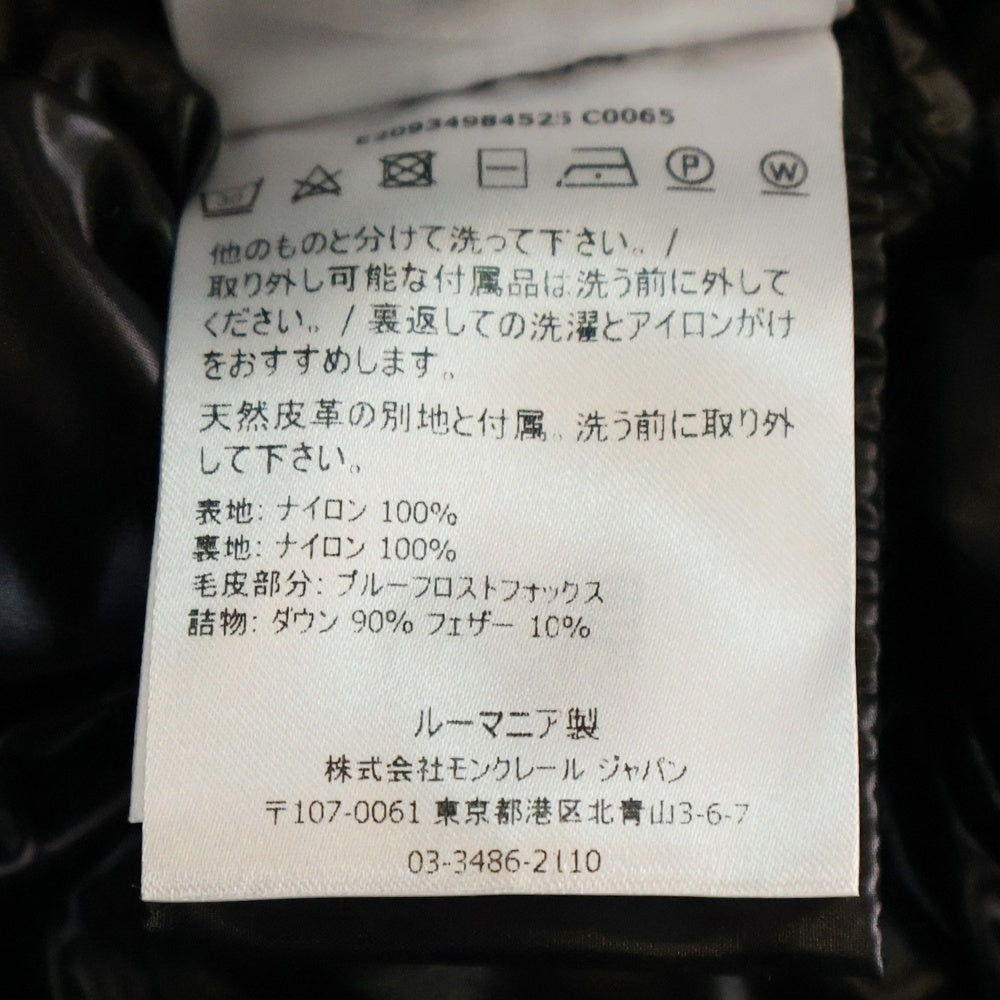 E20934984525 C0065
30
P W
他のものと分けて洗って下さい。/
取り外し可能な付属品は洗う前に外して
ください。/ 裏返しての洗濯とアイロンがけ
をおすすめします。
天然皮革の別地と付属。洗う前に取り外
して下さい。
表地: ナイロン 100%
裏地: ナイロン 100%
毛皮部分: ブルーフロストフォックス
詰物: ダウン 90% フェザー 10%
ルーマニア製
株式会社モンクレール ジャパン
〒107-0061 東京都港区北青山3-6-7
03-3486-2110